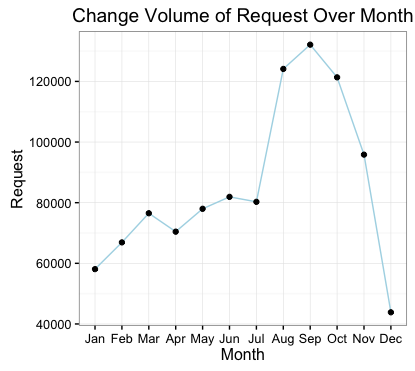 Change Volume of Request Over Month
120000
100000
80000
60000
40000
Request
Jan Feb Mar Apr May Jun Jul Aug Sep Oct Nov Dec
Month